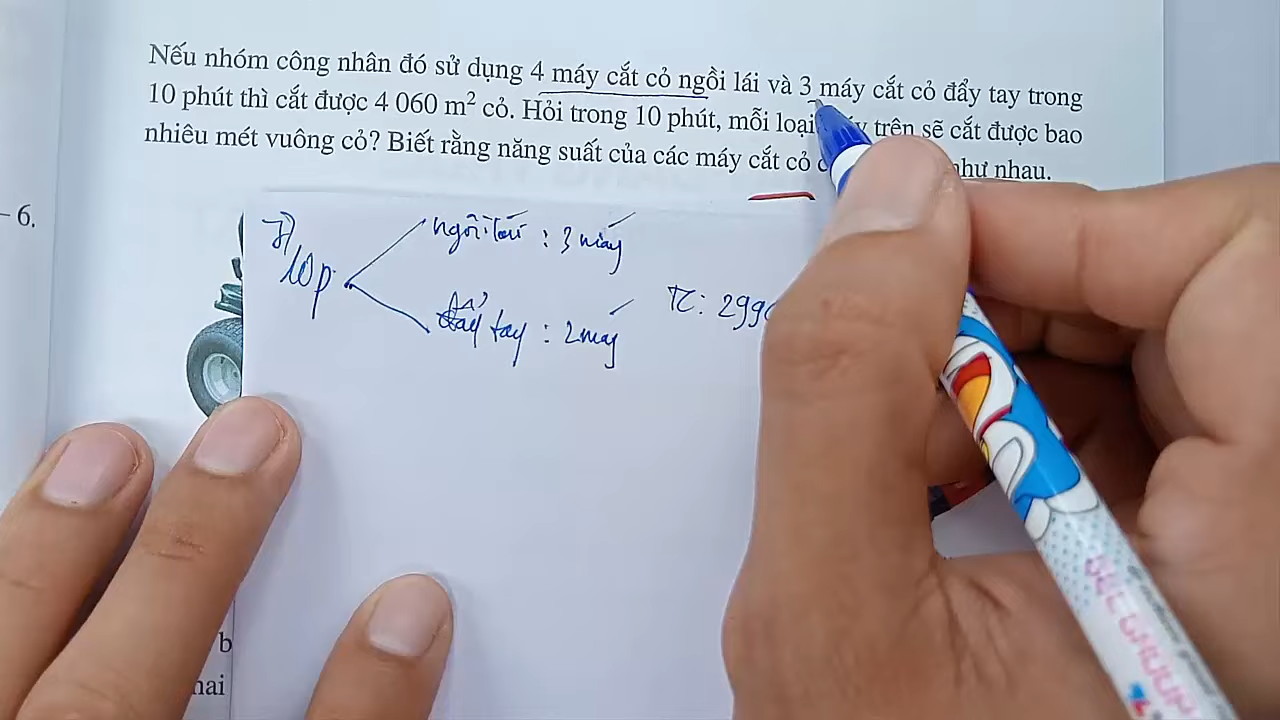 Nếu nhóm công nhân đó sử dụng 4 máy cắt cỏ ngồi lái và 3 máy cắt cỏ đẩy tay trong
10 phút thì cắt được 4 060 m² cỏ. Hỏi trong 10 phút, mỗi loại trên sẽ cắt được bao
nhiêu mét vuông cỏ? Biết rằng năng suất của các máy cắt cỏ như nhau.
– 6.
7)
10p
ngồi lái : 3 máy
đẩy tay : 2 máy
TC: 299
b
hai